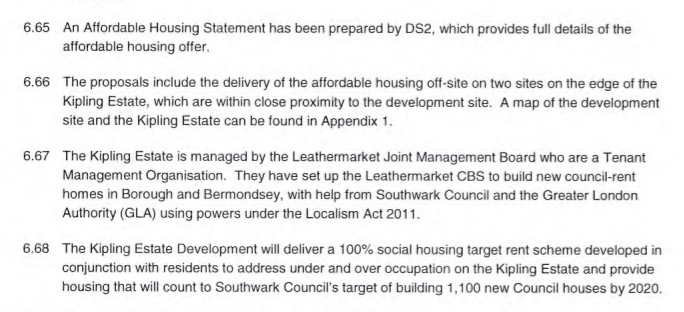 6.65 An Affordable Housing Statement has been prepared by DS2, which provides full details of the
affordable housing offer.
6.66 The proposals include the delivery of the affordable housing off-site on two sites on the edge of the
Kipling Estate, which are within close proximity to the development site. A map of the development
site and the Kipling Estate can be found in Appendix 1.
6.67 The Kipling Estate is managed by the Leathermarket Joint Management Board who are a Tenant
Management Organisation. They have set up the Leathermarket CBS to build new council-rent
homes in Borough and Bermondsey, with help from Southwark Council and the Greater London
Authority (GLA) using powers under the Localism Act 2011.
6.68 The Kipling Estate Development will deliver a 100% social housing target rent scheme developed in
conjunction with residents to address under and over occupation on the Kipling Estate and provide
housing that will count to Southwark Council's target of building 1,100 new Council houses by 2020.